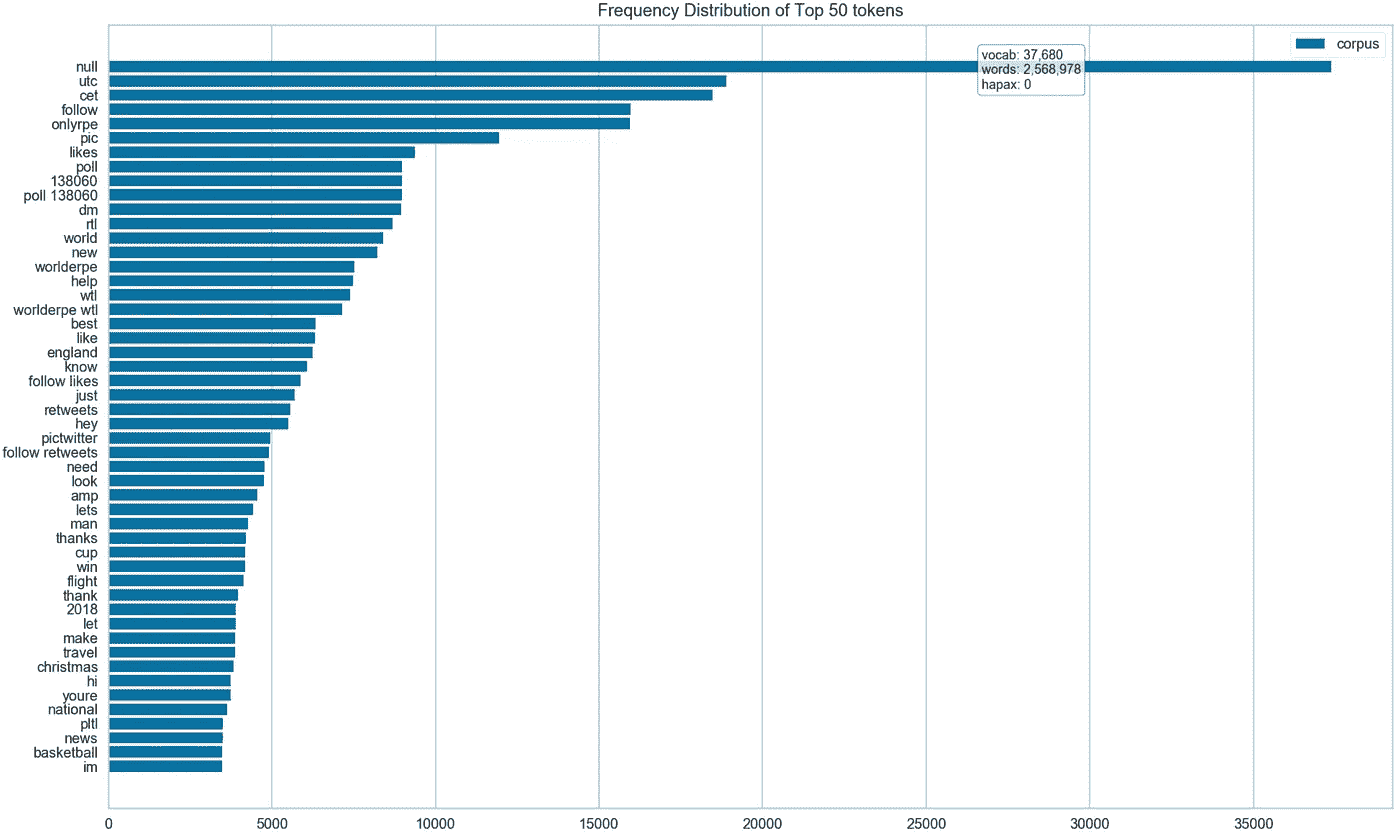 Frequency Distribution of Top 50 tokens
corpus
vocab: 37,680
words: 2,568,978
hapax: 0
null
utc
cet
follow
onlyrpe
pic
likes
poll
138060
poll 138060
dm
rtl
world
new
worlderpe
help
wtl
worlderpe wtl
best
like
england
know
follow likes
just
retweets
hey
pictwitter
follow retweets
need
look
amp
lets
man
thanks
cup
win
flight
thank
2018
let
make
travel
christmas
hi
youre
national
pltl
news
basketball
im
0 5000 10000 15000 20000 25000 30000 35000